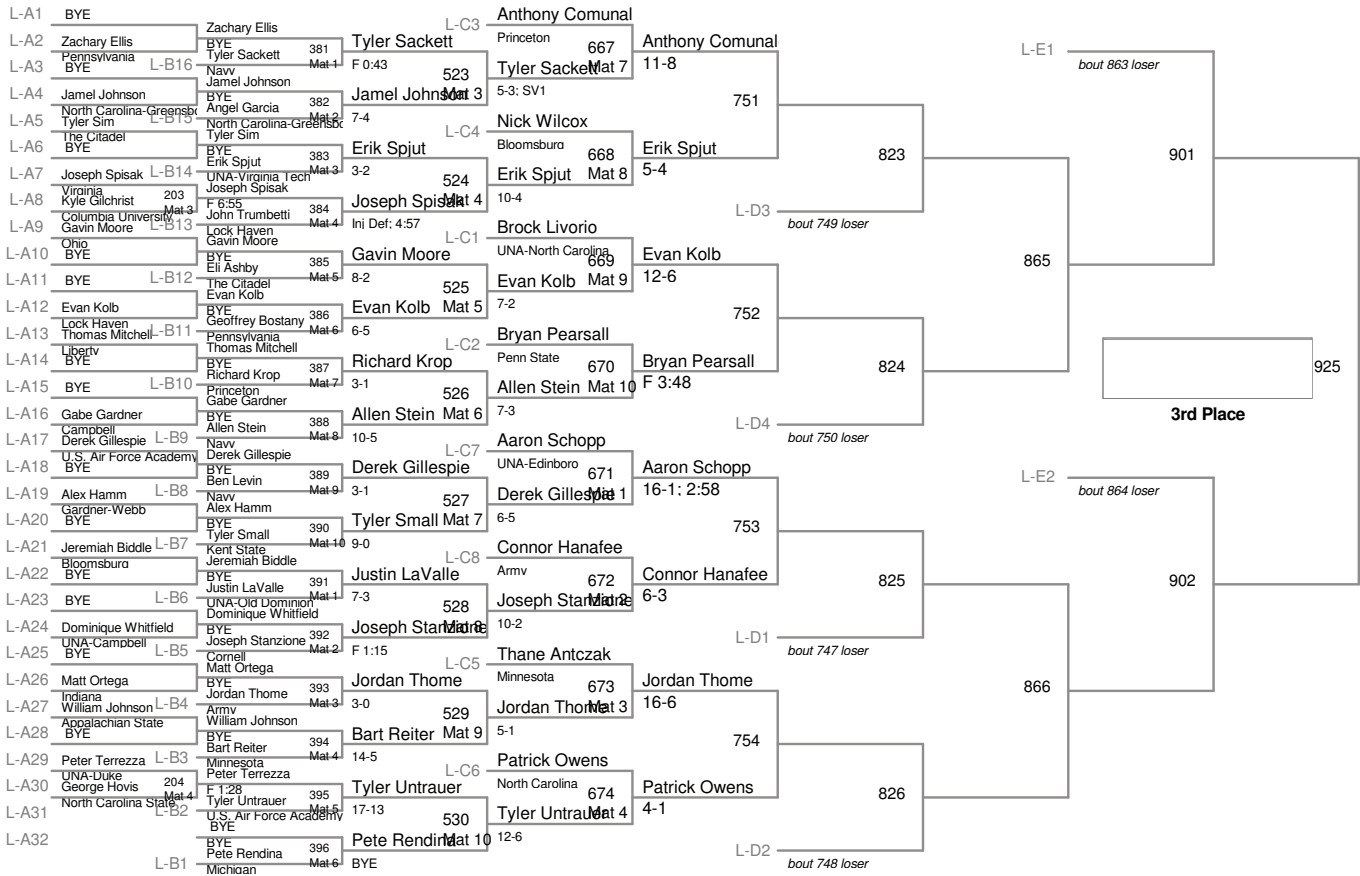 L-A1 BYE
L-A2 Zachary Ellis
Pennsylvania
L-A3 BYE
L-A4 Jamel Johnson
North Carolina-Greensbo
L-A5 Tyler Sim
The Citadel
L-A6 BYE
L-A7 Joseph Spisak
Virginia
L-A8 Kyle Gilchrist
203
Mat 3
Columbia University
L-A9 Gavin Moore
Ohio
L-A10 BYE
L-A11 BYE
L-A12 Evan Kolb
Lock Haven
L-A13 Thomas Mitchell
Liberty
L-A14 BYE
L-A15 BYE
L-A16 Gabe Gardner
Campbell
L-A17 Derek Gillespie
U.S. Air Force Academy
L-A18 BYE
L-A19 Alex Hamm
Gardner-Webb
L-A20 BYE
L-A21 Jeremiah Biddle
Bloomsburg
L-A22 BYE
L-A23 BYE
L-A24 Dominique Whitfield
UNA-Campbell
L-A25 BYE
L-A26 Matt Ortega
Indiana
L-A27 William Johnson
Appalachian State
L-A28 BYE
L-A29 Peter Terrezza
UNA-Duke
L-A30 George Hovis
204
Mat 4
North Carolina State
L-A31
L-A32
Zachary Ellis
BYE
Tyler Sackett
381
Mat 1
L-B16
Navy
Jamel Johnson
BYE
Angel Garcia
382
Mat 2
L-B15
North Carolina-Greensbo
Tyler Sim
BYE
Erik Spjut
383
Mat 3
L-B14
UNA-Virginia Tech
Joseph Spisak
F 6:55
John Trumbetti
384
Mat 4
L-B13
Lock Haven
Gavin Moore
BYE
Eli Ashby
385
Mat 5
L-B12
The Citadel
Evan Kolb
BYE
Geoffrey Bostany
386
Mat 6
L-B11
Pennsylvania
Thomas Mitchell
BYE
Richard Krop
387
Mat 7
L-B10
Princeton
Gabe Gardner
BYE
Allen Stein
388
Mat 8
L-B9
Navy
Derek Gillespie
BYE
Ben Levin
389
Mat 9
L-B8
Navy
Alex Hamm
BYE
Tyler Small
390
Mat 10
L-B7
Kent State
Jeremiah Biddle
BYE
Justin LaValle
391
Mat 1
L-B6
UNA-Old Dominion
Dominique Whitfield
BYE
Joseph Stanzione
392
Mat 2
L-B5
Cornell
Matt Ortega
BYE
Jordan Thome
393
Mat 3
L-B4
Army
William Johnson
BYE
Bart Reiter
394
Mat 4
L-B3
Minnesota
Peter Terrezza
F 1:28
Tyler Untrauer
395
Mat 5
L-B2
U.S. Air Force Academy
BYE
BYE
Pete Rendina
396
Mat 6
L-B1
Michigan
Tyler Sackett
F 0:43
523
Mat 3
Jamel Johnson
7-4
Erik Spjut
3-2
524
Mat 4
Joseph Spisak
Inj Def; 4:57
Gavin Moore
8-2
525
Mat 5
Evan Kolb
6-5
Richard Krop
3-1
526
Mat 6
Allen Stein
10-5
Derek Gillespie
3-1
527
Mat 7
Tyler Small
9-0
Justin LaValle
7-3
528
Mat 8
Joseph Stanzione
F 1:15
Jordan Thome
3-0
529
Mat 9
Bart Reiter
14-5
Tyler Untrauer
17-13
530
Mat 10
Pete Rendina
BYE
L-C3 Anthony Comunal
Princeton
667
Mat 7
Tyler Sackett
5-3; SV1
L-C4 Nick Wilcox
Bloomsburg
668
Mat 8
Erik Spjut
10-4
L-C1 Brock Livorio
UNA-North Carolina
669
Mat 9
Evan Kolb
7-2
L-C2 Bryan Pearsall
Penn State
670
Mat 10
Allen Stein
7-3
L-C7 Aaron Schopp
UNA-Edinboro
671
Mat 1
Derek Gillespie
6-5
L-C8 Connor Hanafee
Army
672
Mat 2
Joseph Stanzione
10-2
L-C5 Thane Antczak
Minnesota
673
Mat 3
Jordan Thome
5-1
L-C6 Patrick Owens
North Carolina
674
Mat 4
Tyler Untrauer
12-6
Anthony Comunal
11-8
751
Erik Spjut
5-4
Evan Kolb
12-6
752
Bryan Pearsall
F 3:48
Aaron Schopp
16-1; 2:58
753
Connor Hanafee
6-3
Jordan Thome
16-6
754
Patrick Owens
4-1
823
L-D3
bout 749 loser
824
L-D4
bout 750 loser
825
L-D1
bout 747 loser
826
L-D2
bout 748 loser
865
866
L-E1
bout 863 loser
901
L-E2
bout 864 loser
902
925
3rd Place